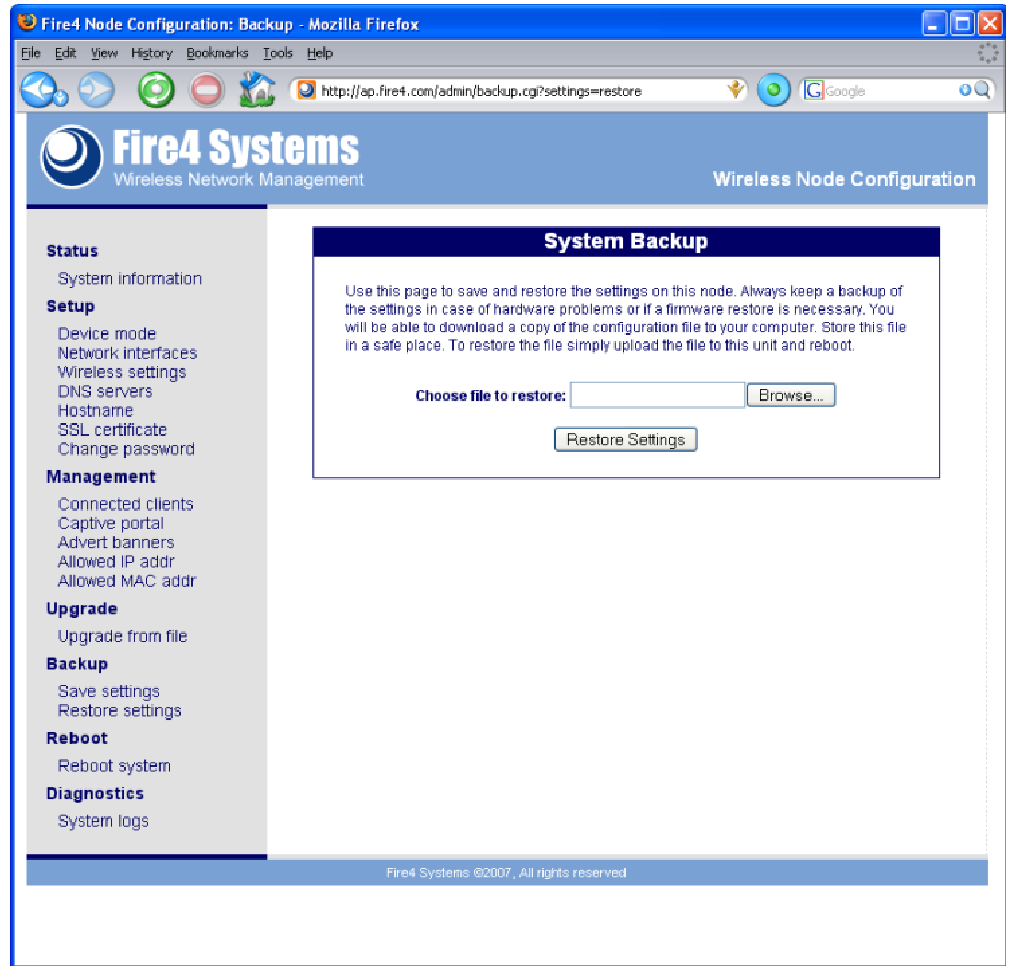 Fire4 Node Configuration: Backup - Mozilla Firefox
File Edit View History Bookmarks Tools Help
http://ap.fire4.com/admin/backup.cgi?settings=restore
G Google
Fire4 Systems
Wireless Network Management
Wireless Node Configuration
Status
System information
Setup
Device mode
Network interfaces
Wireless settings
DNS servers
Hostname
SSL certificate
Change password
Management
Connected clients
Captive portal
Advert banners
Allowed IP addr
Allowed MAC addr
Upgrade
Upgrade from file
Backup
Save settings
Restore settings
Reboot
Reboot system
Diagnostics
System logs
System Backup
Use this page to save and restore the settings on this node. Always keep a backup of
the settings in case of hardware problems or if a firmware restore is necessary. You
will be able to download a copy of the configuration file to your computer. Store this file
in a safe place. To restore the file simply upload the file to this unit and reboot.
Choose file to restore: Browse...
Restore Settings
Fire4 Systems ©2007, All rights reserved